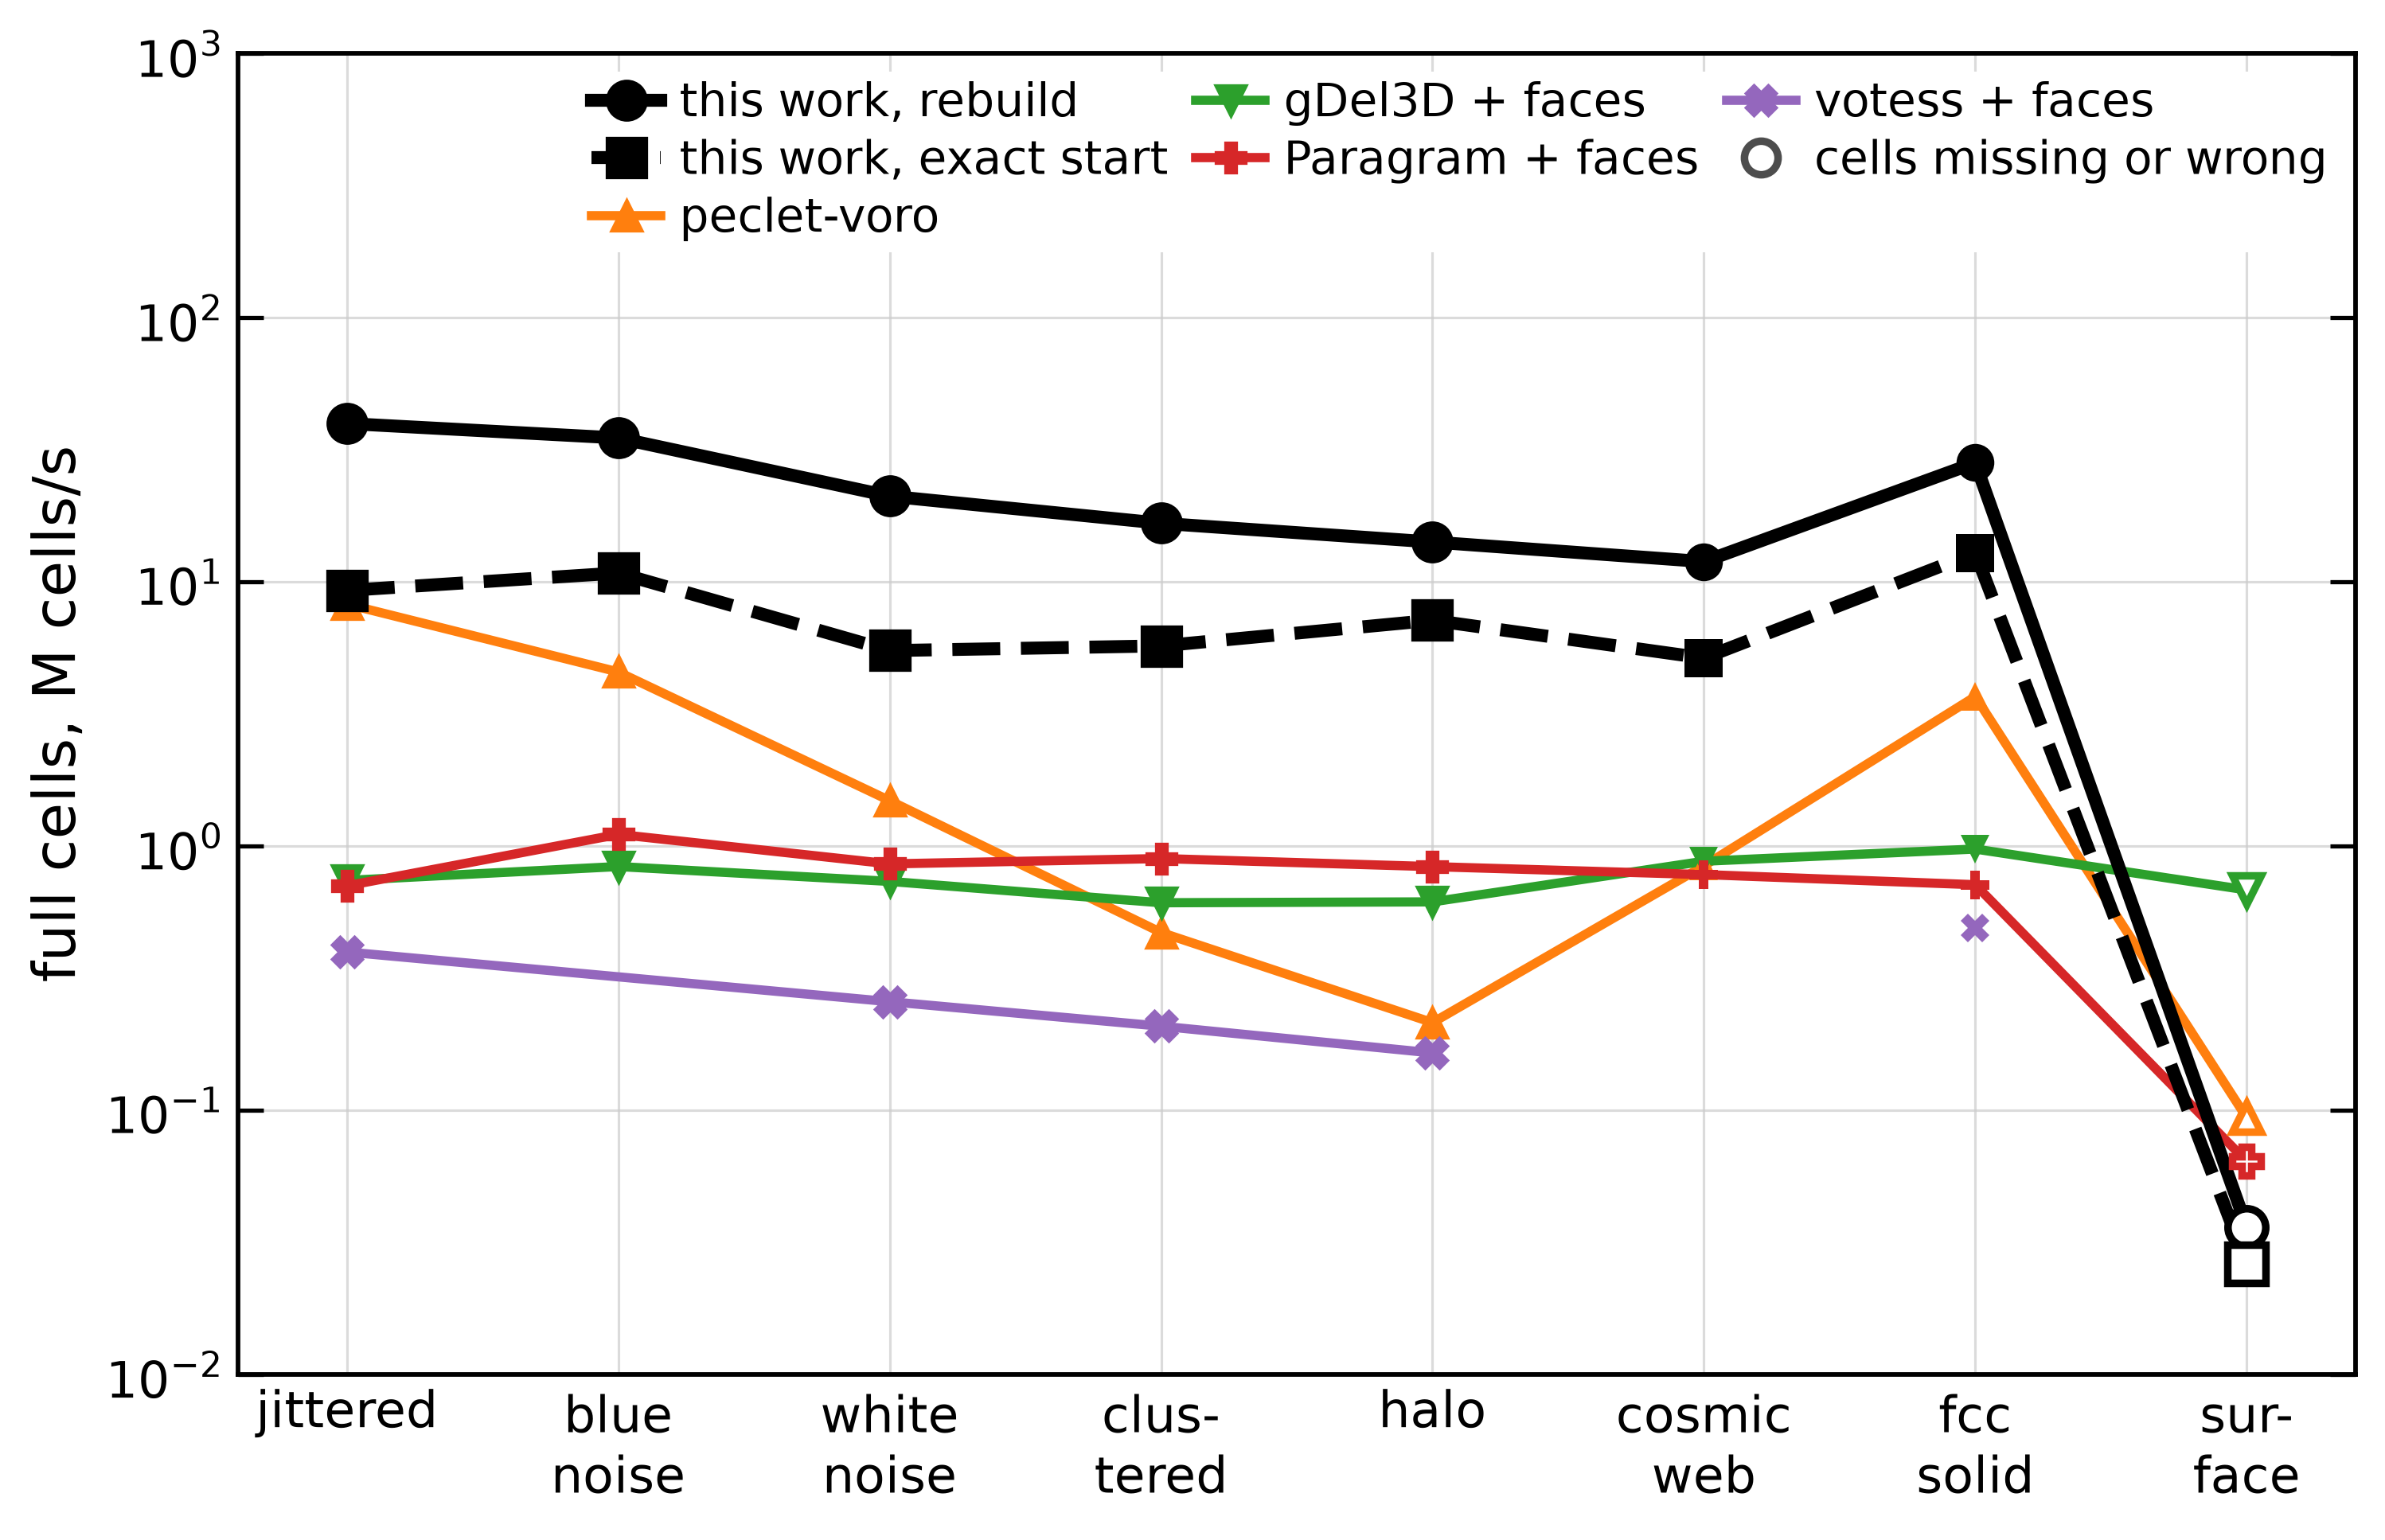 10³
10²
10¹
10⁰
10⁻¹
10⁻²
full cells, M cells/s
this work, rebuild
this work, exact start
peclet-voro
gDel3D + faces
Paragram + faces
votess + faces
cells missing or wrong
jittered
blue
noise
white
noise
clus-
tered
halo
cosmic
web
fcc
solid
sur-
face